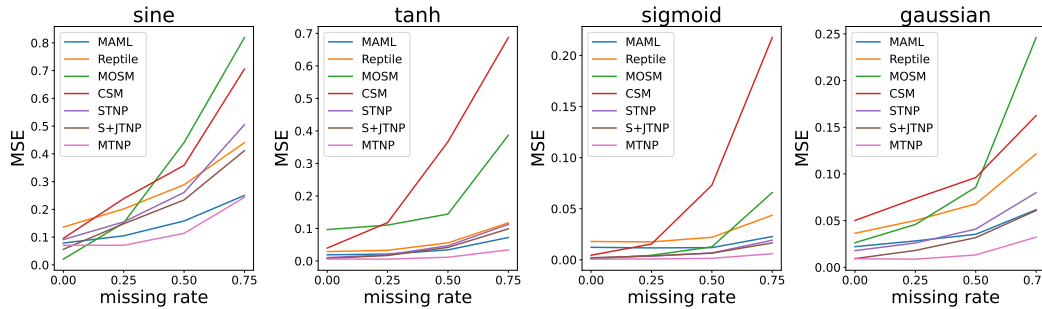 sine
MSE
0.8
0.7
0.6
0.5
0.4
0.3
0.2
0.1
0.0
MAML
Reptile
MOSM
CSM
STNP
S+JTNP
MTNP
0.00 0.25 0.50 0.75
missing rate
tanh
MSE
0.7
0.6
0.5
0.4
0.3
0.2
0.1
0.0
MAML
Reptile
MOSM
CSM
STNP
S+JTNP
MTNP
0.00 0.25 0.50 0.75
missing rate
sigmoid
MSE
0.20
0.15
0.10
0.05
0.00
MAML
Reptile
MOSM
CSM
STNP
S+JTNP
MTNP
0.00 0.25 0.50 0.75
missing rate
gaussian
MSE
0.25
0.20
0.15
0.10
0.05
0.00
MAML
Reptile
MOSM
CSM
STNP
S+JTNP
MTNP
0.00 0.25 0.50 0.75
missing rate